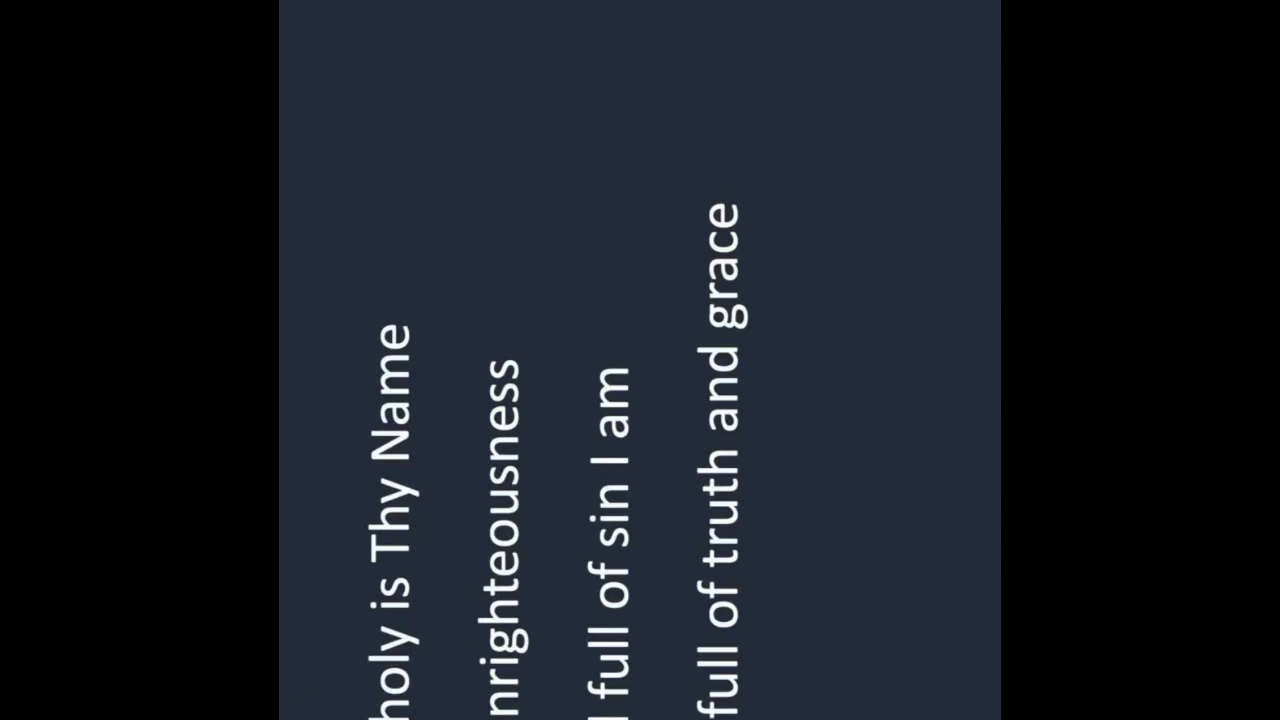 holy is Thy Name
nrighteousness
full of sin I am
full of truth and grace